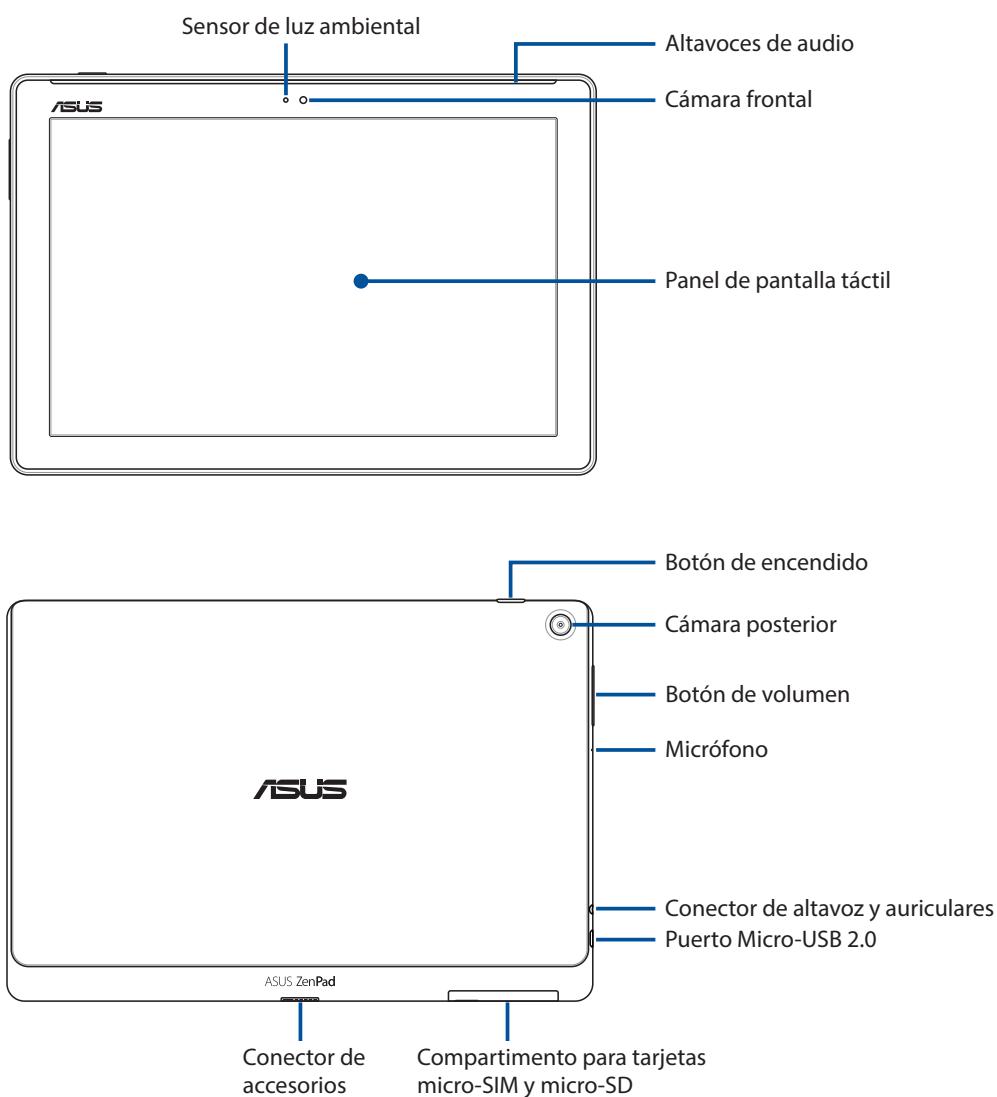 Sensor de luz ambiental
Altavoces de audio
ASUS
Cámara frontal
Panel de pantalla táctil
Botón de encendido
Cámara posterior
Botón de volumen
Micrófono
ASUS
Conector de altavoz y auriculares
Puerto Micro-USB 2.0
ASUS ZenPad
Conector de
accesorios
Compartimento para tarjetas
micro-SIM y micro-SD